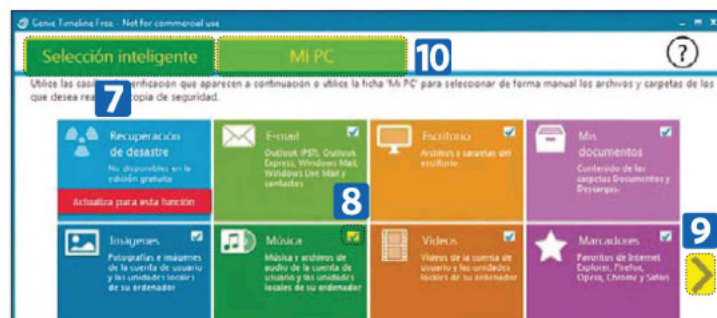 Genie Timeline Free - Not for commercial use
Selección inteligente
Mi PC
10
?
7
Utilice las casi verificación que aparecen a continuación o utilice la ficha 'Mi PC' para seleccionar de forma manual los archivos y carpetas de los
que desea rea copia de seguridad.
Recuperación
de desastre
No disponibles en la
edición gratuita
Actualiza para esta función
E-mail
Outlook (PST), Outlook
Express, Windows Mail,
Windows Live Mail y
contactos
Escritorio
Archivos y carpetas del
escritorio
Mis
documentos
Contenido de las
carpetas Documentos y
Descargas.
8
9
Imágenes
Fotografías e imágenes
de la cuenta de usuario
y las unidades locales
de su ordenador
Música
Música y archivos de
audio de la cuenta de
usuario y las unidades
locales de su ordenador
Vídeos
Vídeos de la cuenta de
usuario y las unidades
locales de su ordenador
Marcadores
Favoritos de Internet
Explorer, Firefox,
Opera, Chrome y Safari